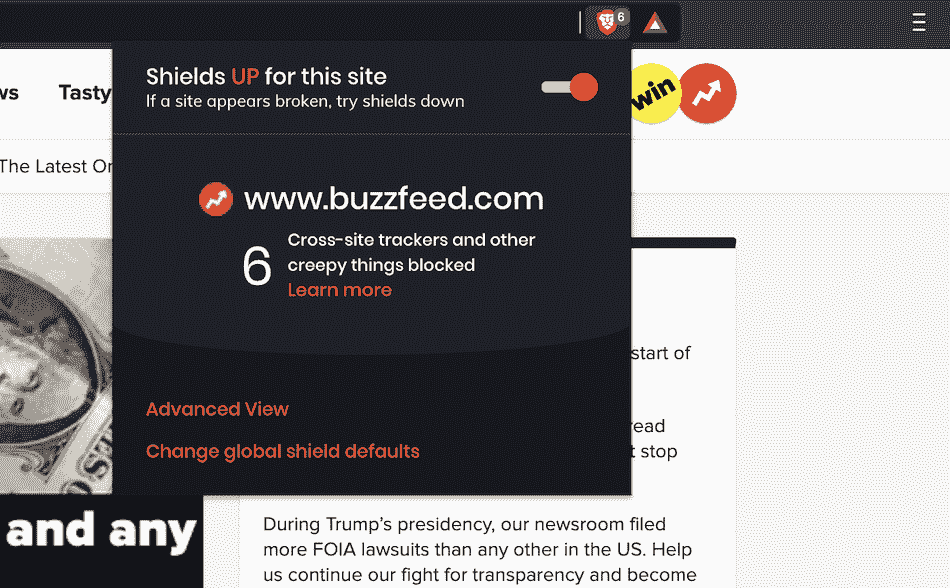 6
ws Tasty
win
The Latest Or
Shields UP for this site
If a site appears broken, try shields down
www.buzzfeed.com
6
Cross-site trackers and other
creepy things blocked
Learn more
Advanced View
Change global shield defaults
start of
read
t stop
and any
During Trump's presidency, our newsroom filed
more FOIA lawsuits than any other in the US. Help
us continue our fight for transparency and become